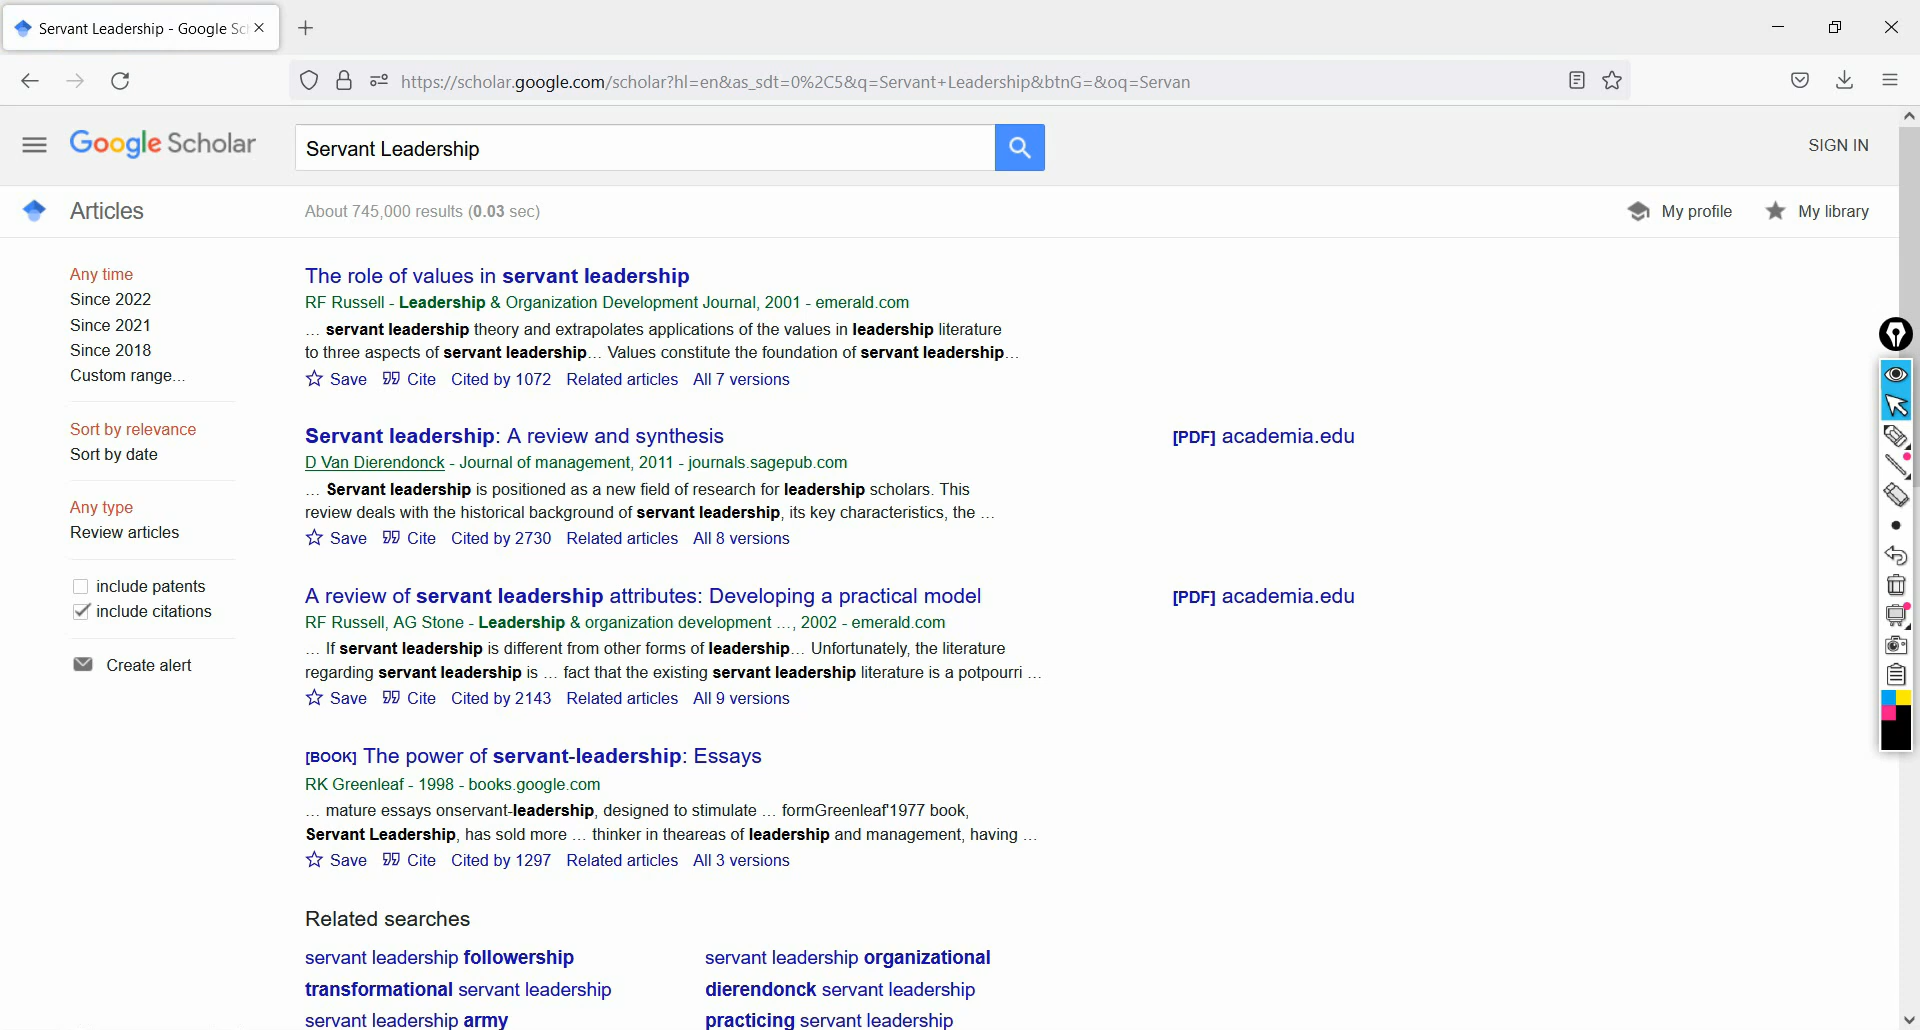 Servant Leadership - Google Sc
https://scholar.google.com/scholar?hl=en&as_sdt=0%2C5&q=Servant+Leadership&btnG=&oq=Servan
Google Scholar
Servant Leadership
SIGN IN
Articles
About 745,000 results (0.03 sec)
My profile
My library
Any time
Since 2022
Since 2021
Since 2018
Custom range...
Sort by relevance
Sort by date
Any type
Review articles
include patents
include citations
Create alert
The role of values in servant leadership
RF Russell - Leadership & Organization Development Journal, 2001 - emerald.com
... servant leadership theory and extrapolates applications of the values in leadership literature
to three aspects of servant leadership... Values constitute the foundation of servant leadership...
Save Cite Cited by 1072 Related articles All 7 versions
Servant leadership: A review and synthesis
[PDF] academia.edu
D Van Dierendonck - Journal of management, 2011 - journals.sagepub.com
... Servant leadership is positioned as a new field of research for leadership scholars. This
review deals with the historical background of servant leadership, its key characteristics, the ...
Save Cite Cited by 2730 Related articles All 8 versions
A review of servant leadership attributes: Developing a practical model
[PDF] academia.edu
RF Russell, AG Stone - Leadership & organization development ..., 2002 - emerald.com
... If servant leadership is different from other forms of leadership... Unfortunately, the literature
regarding servant leadership is ... fact that the existing servant leadership literature is a potpourri ...
Save Cite Cited by 2143 Related articles All 9 versions
[BOOK] The power of servant-leadership: Essays
RK Greenleaf - 1998 - books.google.com
... mature essays onservant-leadership, designed to stimulate ... formGreenleaf'1977 book,
Servant Leadership, has sold more ... thinker in theareas of leadership and management, having ...
Save Cite Cited by 1297 Related articles All 3 versions
Related searches
servant leadership followership
servant leadership organizational
transformational servant leadership
dierendonck servant leadership
servant leadership army
practicing servant leadership